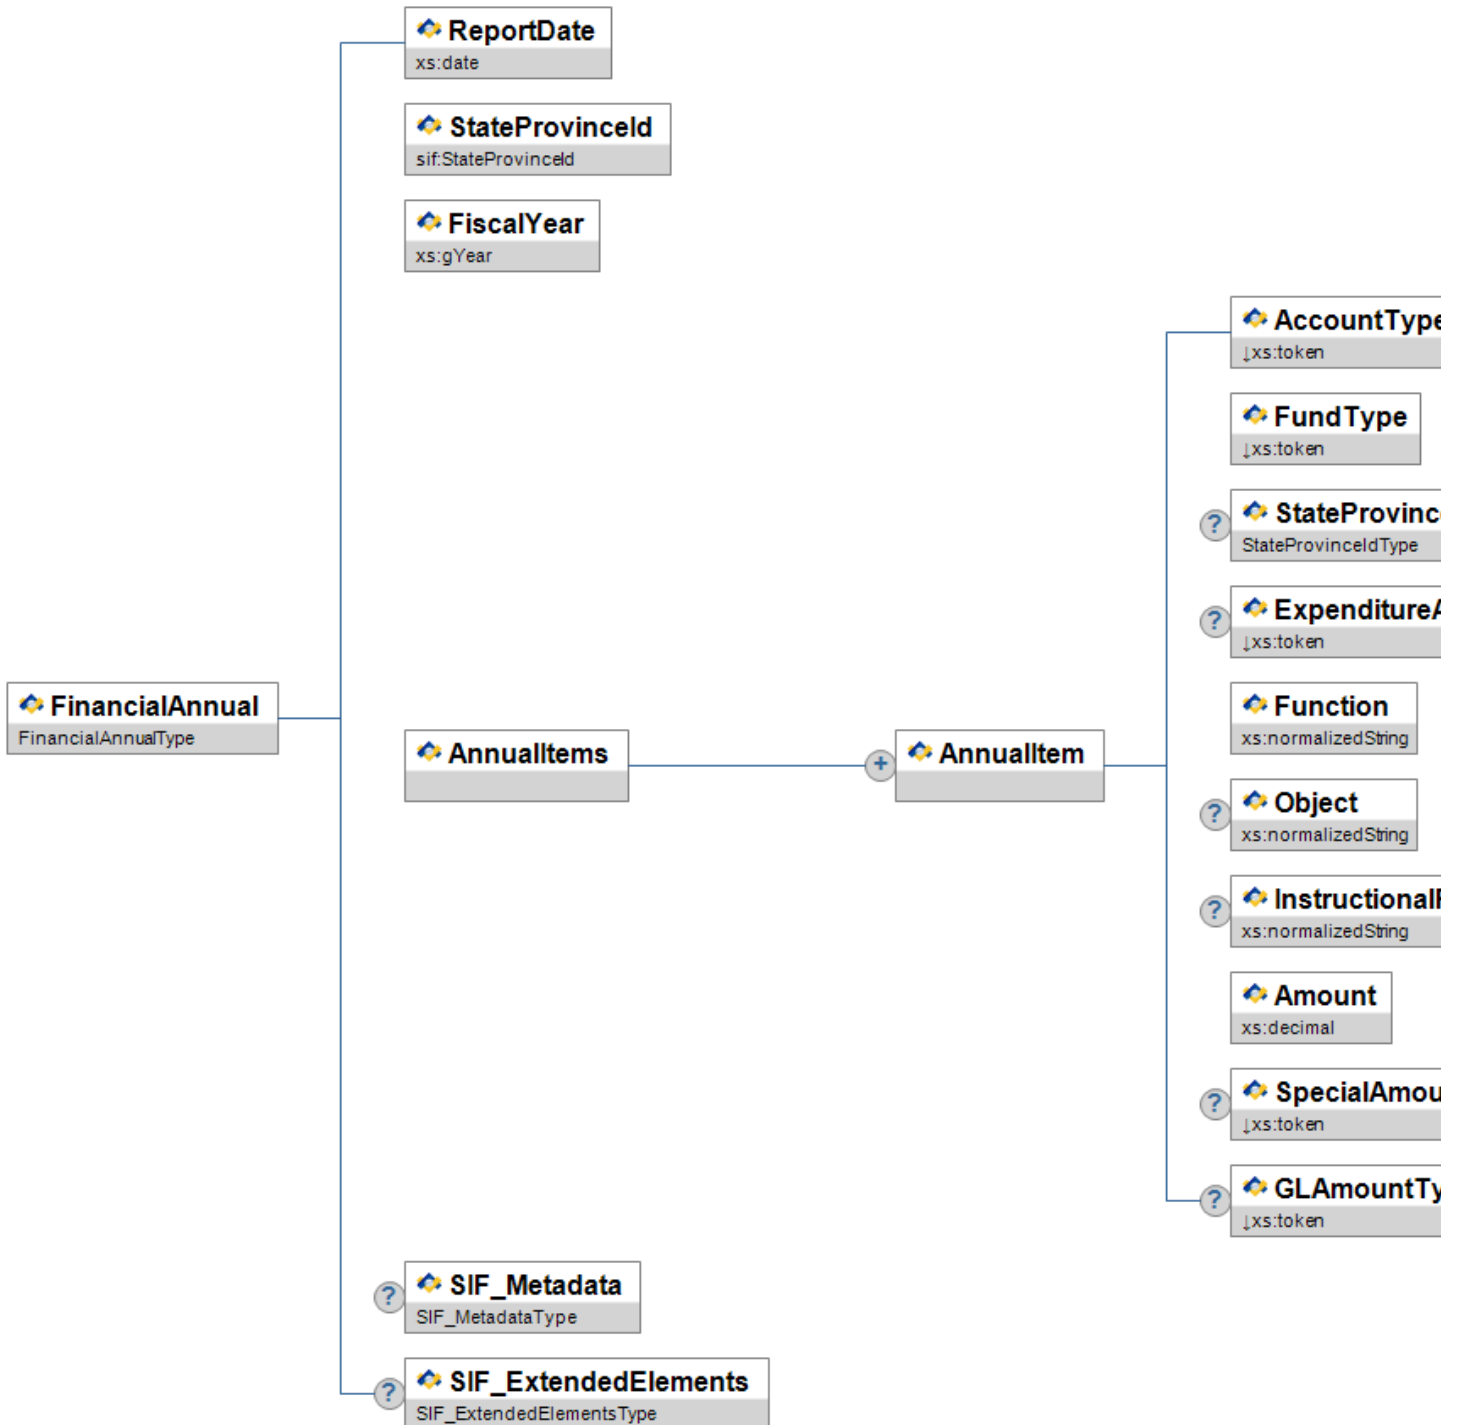 ReportDate
xs:date
StateProvinceId
sif:StateProvinceId
FiscalYear
xs:gYear
AccountType
↓xs:token
FundType
↓xs:token
? StateProvinc
StateProvinceIdType
? ExpenditureA
↓xs:token
FinancialAnnual
FinancialAnnualType
Function
xs:normalizedString
AnnualItems
+ AnnualItem
? Object
xs:normalizedString
? Instructional
xs:normalizedString
Amount
xs:decimal
? SpecialAmou
↓xs:token
? GLAmountTy
↓xs:token
? SIF_Metadata
SIF_MetadataType
? SIF_ExtendedElements
SIF_ExtendedElementsType